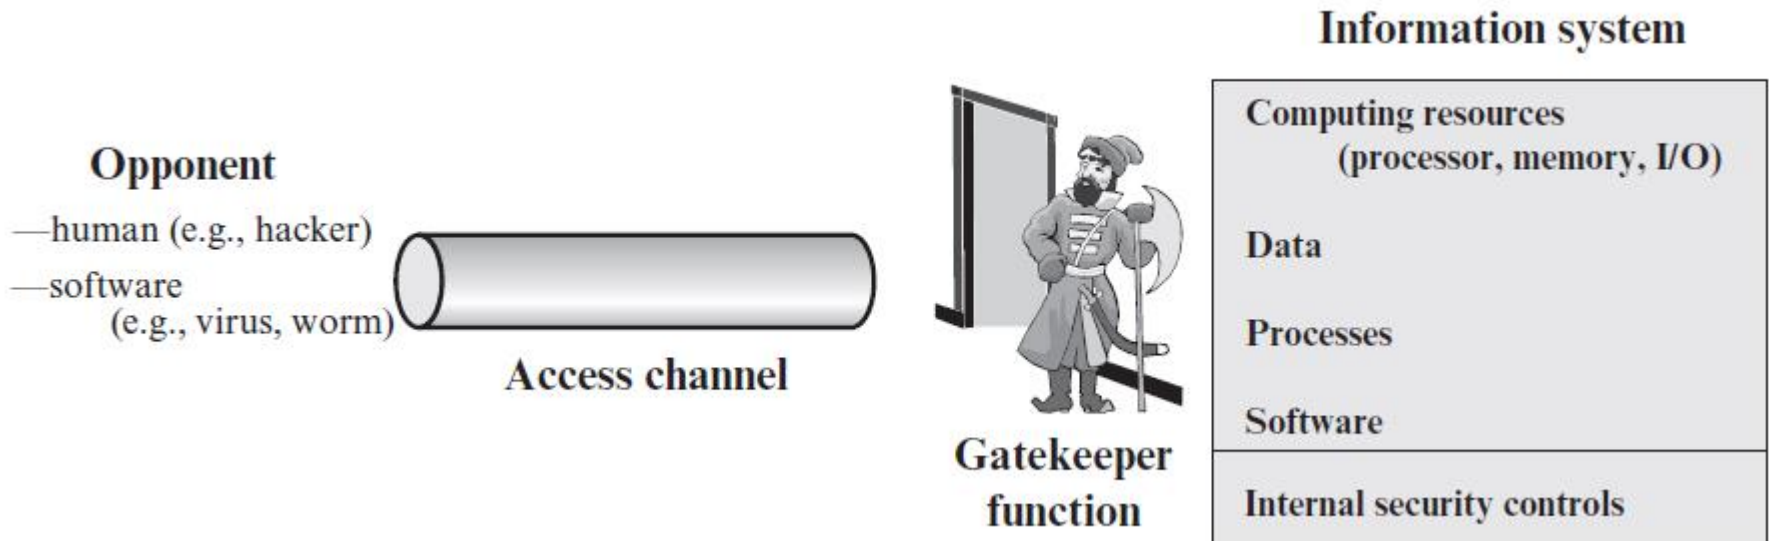 Opponent
—human (e.g., hacker)
—software
(e.g., virus, worm)
Access channel
Gatekeeper
function
Information system
Computing resources
(processor, memory, I/O)
Data
Processes
Software
Internal security controls